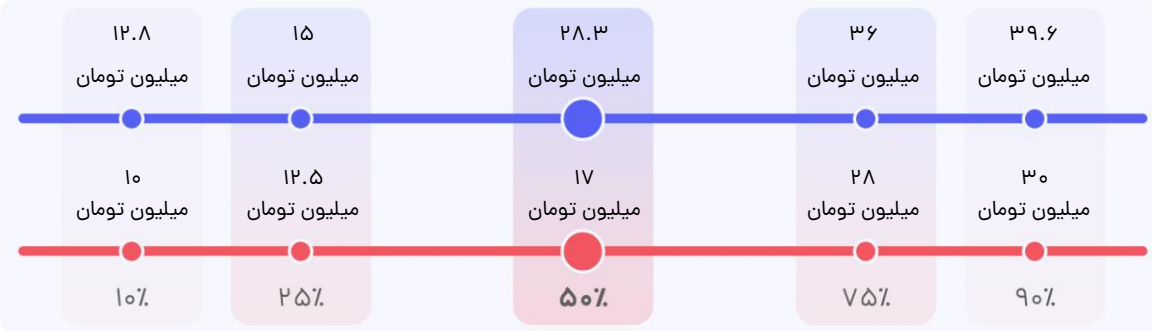 ۱۲.۸
میلیون تومان
۱۵
میلیون تومان
۲۸.۳
میلیون تومان
۳۶
میلیون تومان
۳۹.۶
میلیون تومان
۱۰
میلیون تومان
۱۲.۵
میلیون تومان
۱۷
میلیون تومان
۲۸
میلیون تومان
۳۰
میلیون تومان
۱۰٪
۲۵٪
۵۰٪
۷۵٪
۹۰٪